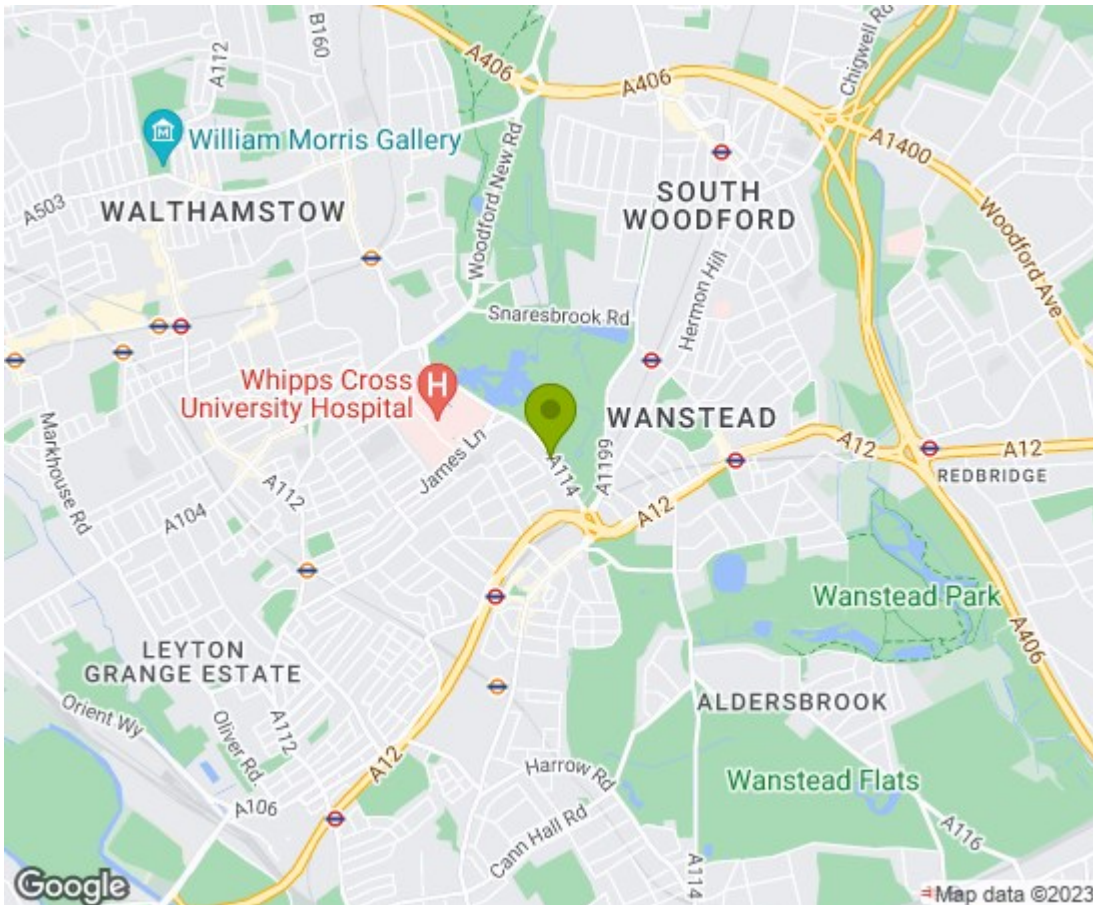 A112
B160
A406
A406
Chigwell Rd
William Morris Gallery
Woodford New Rd
A1400
A503
WALTHAMSTOW
SOUTH
WOODFORD
Woodford Ave
Hermon Hill
Snaresbrook Rd
Whipps Cross
University Hospital
H
WANSTEAD
A12
A12
REDBRIDGE
Markhouse Rd
James Ln
A114
A1199
A112
A12
A104
Wanstead Park
A406
LEYTON
GRANGE ESTATE
ALDERSBROOK
Orient Wy
Oliver Rd
A112
A12
Harrow Rd
Wanstead Flats
A106
Cann Hall Rd
A116
A114
Google
Map data ©2023